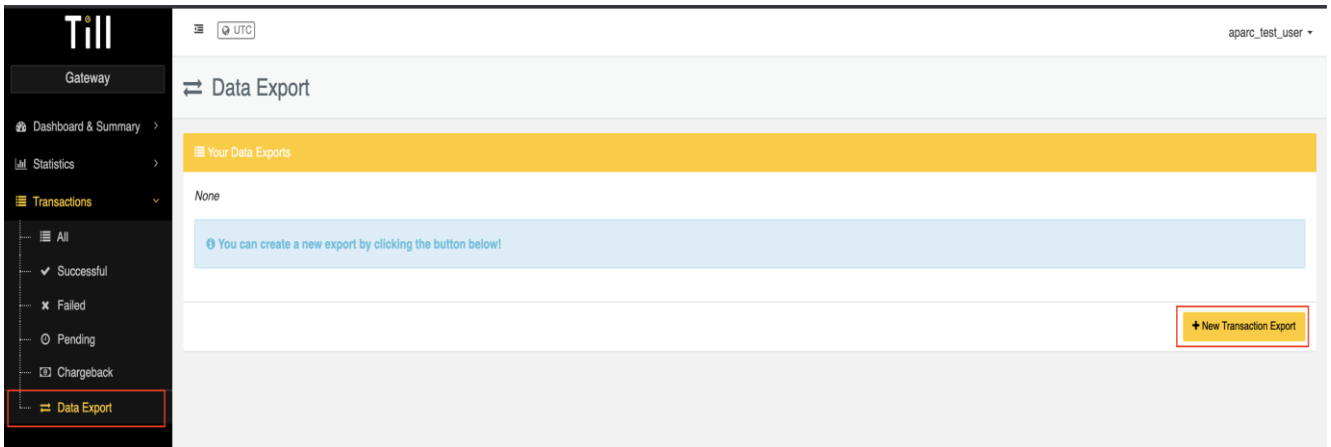 Till
UTC
aparc_test_user
Gateway
Data Export
Dashboard & Summary
Statistics
Transactions
All
Successful
Failed
Pending
Chargeback
Data Export
Your Data Exports
None
You can create a new export by clicking the button below!
New Transaction Export